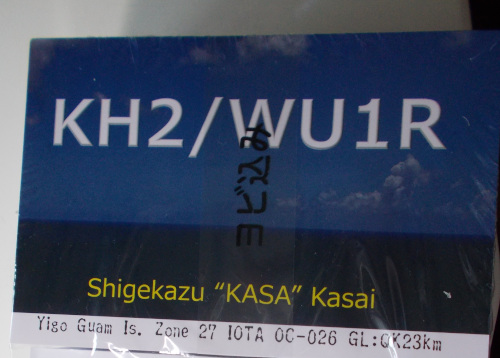 KH2/WU1R
Shigekazu “KASA” Kasai
Yigo Guam Is. Zone 27 IOTA OC-026 GL:QK23km